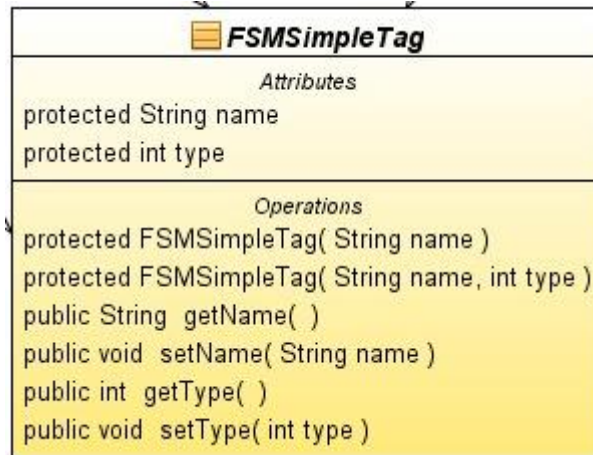 FSMSimpleTag
Attributes
protected String name
protected int type
Operations
protected FSMSimpleTag( String name )
protected FSMSimpleTag( String name, int type )
public String getName( )
public void setName( String name )
public int getType( )
public void setType( int type )